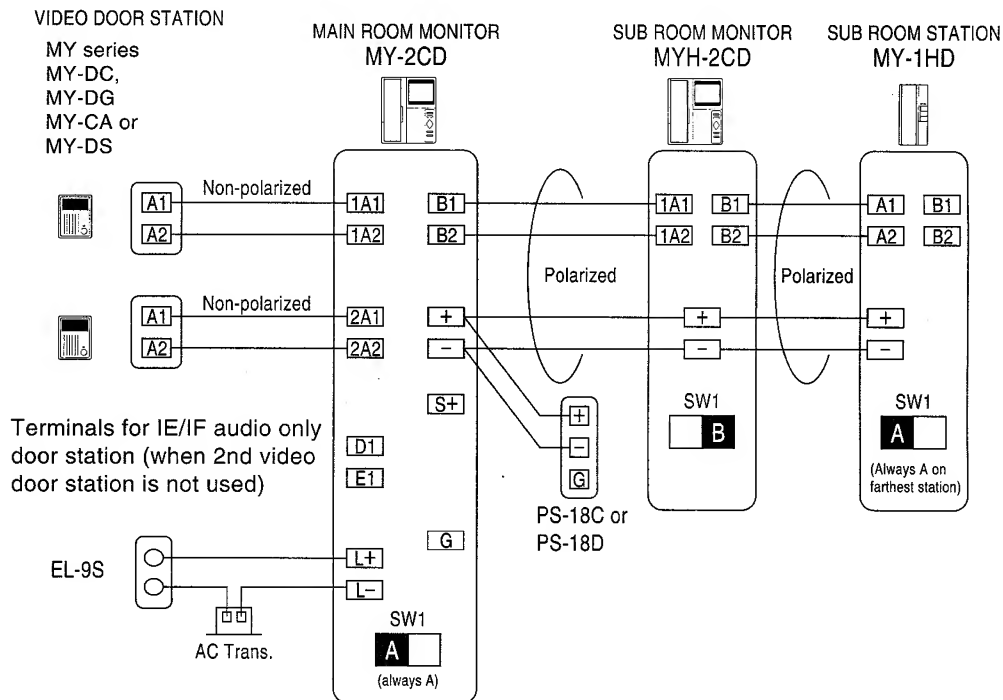 VIDEO DOOR STATION
MY series
MY-DC,
MY-DG
MY-CA or
MY-DS
MAIN ROOM MONITOR
MY-2CD
SUB ROOM MONITOR
MYH-2CD
SUB ROOM STATION
MY-1HD
A1 Non-polarized 1A1 B1 1A1 B1 A1 B1
A2 1A2 B2 1A2 B2 A2 B2
Polarized Polarized
A1 Non-polarized 2A1 + + +
A2 2A2 − − −
S+
Terminals for IE/IF audio only
door station (when 2nd video
door station is not used)
D1
E1
G
+
−
G
PS-18C or
PS-18D
SW1
B
SW1
A
(Always A on
farthest station)
EL-9S
L+
L−
AC Trans.
SW1
A
(always A)